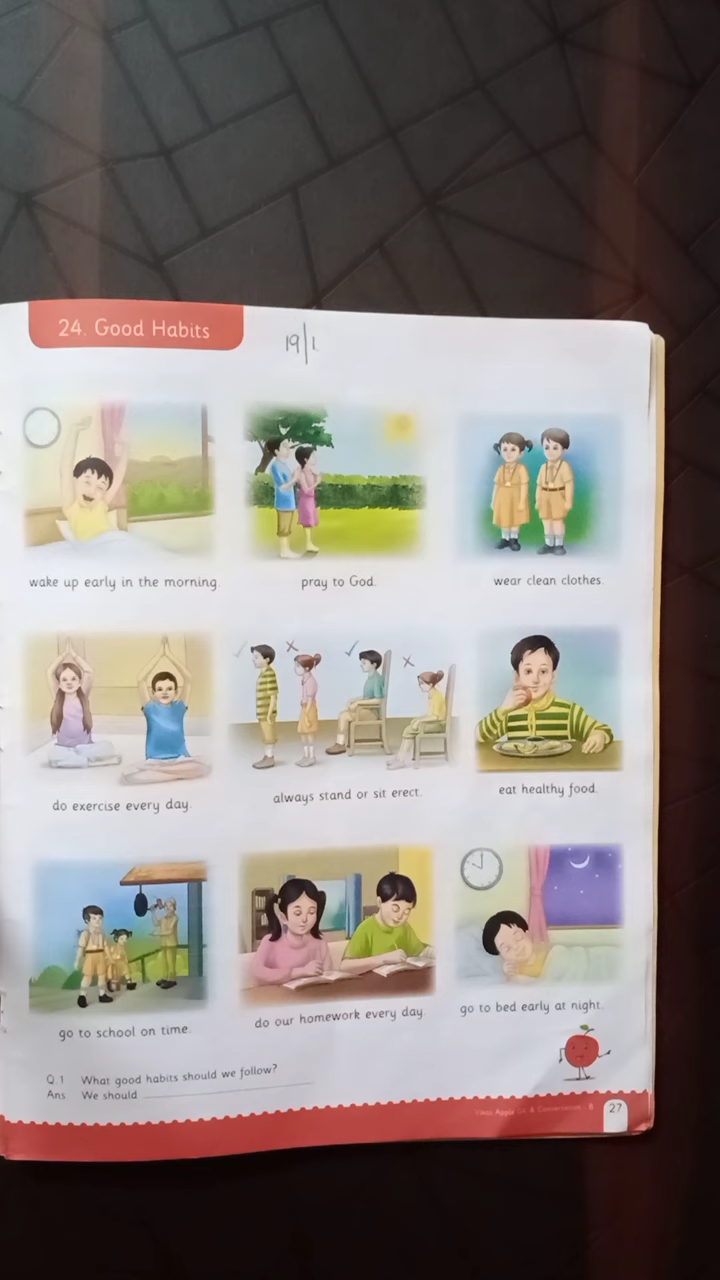 24. Good Habits
19/1
wake up early in the morning.
pray to God.
wear clean clothes.
do exercise every day.
always stand or sit erect.
eat healthy food.
go to school on time.
do our homework every day.
go to bed early at night.
Q.1 What good habits should we follow?
Ans. We should
27